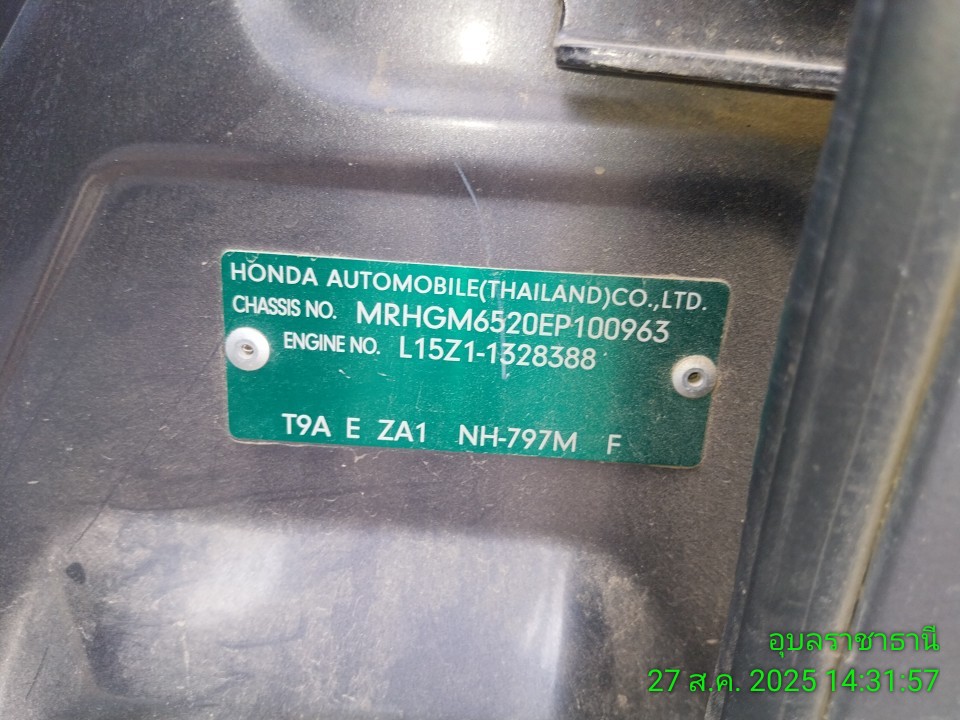 HONDA AUTOMOBILE(THAILAND)CO.,LTD.
CHASSIS NO. MRHGM6520EP100963
ENGINE NO. L15Z1-1328388
T9A E ZA1 NH-797M F
อุบลราชธานี
27 ส.ค. 2025 14:31:57